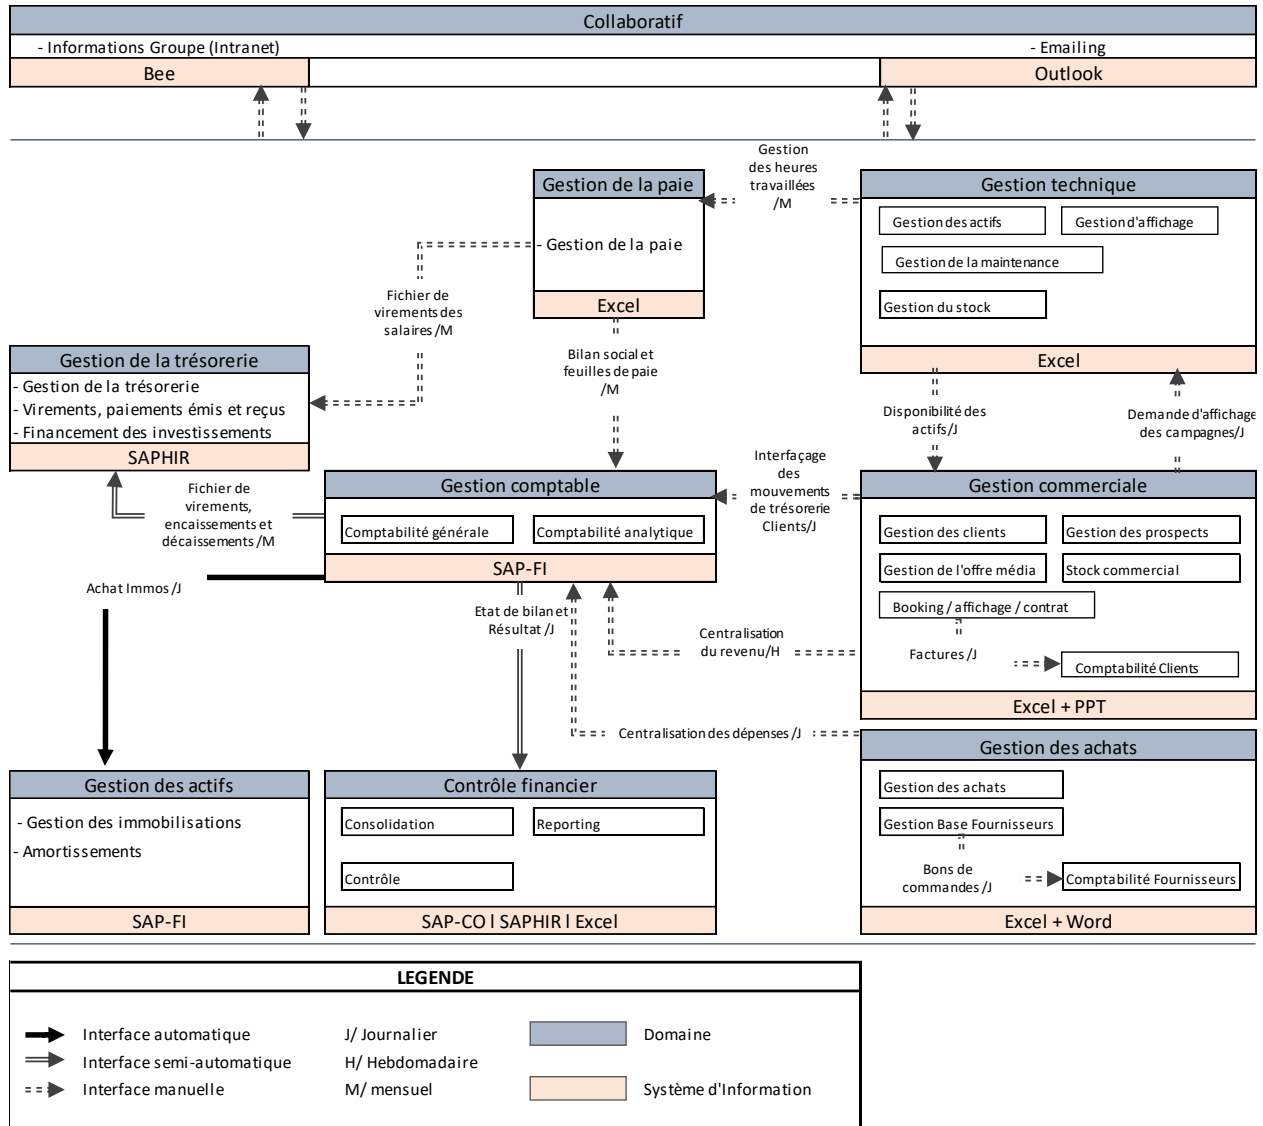 Collaboratif
- Informations Groupe (Intranet)
- Emailing
Bee
Outlook
Gestion
des heures
travaillées
/M
Gestion de la paie
- Gestion de la paie
Excel
Gestion technique
Gestion des actifs
Gestion d'affichage
Gestion de la maintenance
Gestion du stock
Excel
Fichier de
virements des
salaires /M
Bilan social et
feuilles de paie
/M
Gestion de la trésorerie
- Gestion de la trésorerie
- Virements, paiements émis et reçus
- Financement des investissements
SAPHIR
Disponibilité des
actifs/J
Demande d'affichage
des campagnes/J
Fichier de
virements,
encaissements et
décaissements /M
Gestion comptable
Comptabilité générale
Comptabilité analytique
SAP-FI
Interfaçage
des
mouvements
de trésorerie
Clients/J
Gestion commerciale
Gestion des clients
Gestion des prospects
Gestion de l'offre média
Stock commercial
Booking / affichage / contrat
Factures /J
Comptabilité Clients
Excel + PPT
Achat Immos /J
Etat de bilan et
Résultat /J
Centralisation
du revenu/H
Centralisation des dépenses /J
Gestion des achats
Gestion des achats
Gestion Base Fournisseurs
Bons de
commandes /J
Comptabilité Fournisseurs
Excel + Word
Gestion des actifs
- Gestion des immobilisations
- Amortissements
SAP-FI
Contrôle financier
Consolidation
Reporting
Contrôle
SAP-CO l SAPHIR l Excel
LEGENDE
Interface automatique
J/ Journalier
Domaine
Interface semi-automatique
H/ Hebdomadaire
Interface manuelle
M/ mensuel
Système d'Information